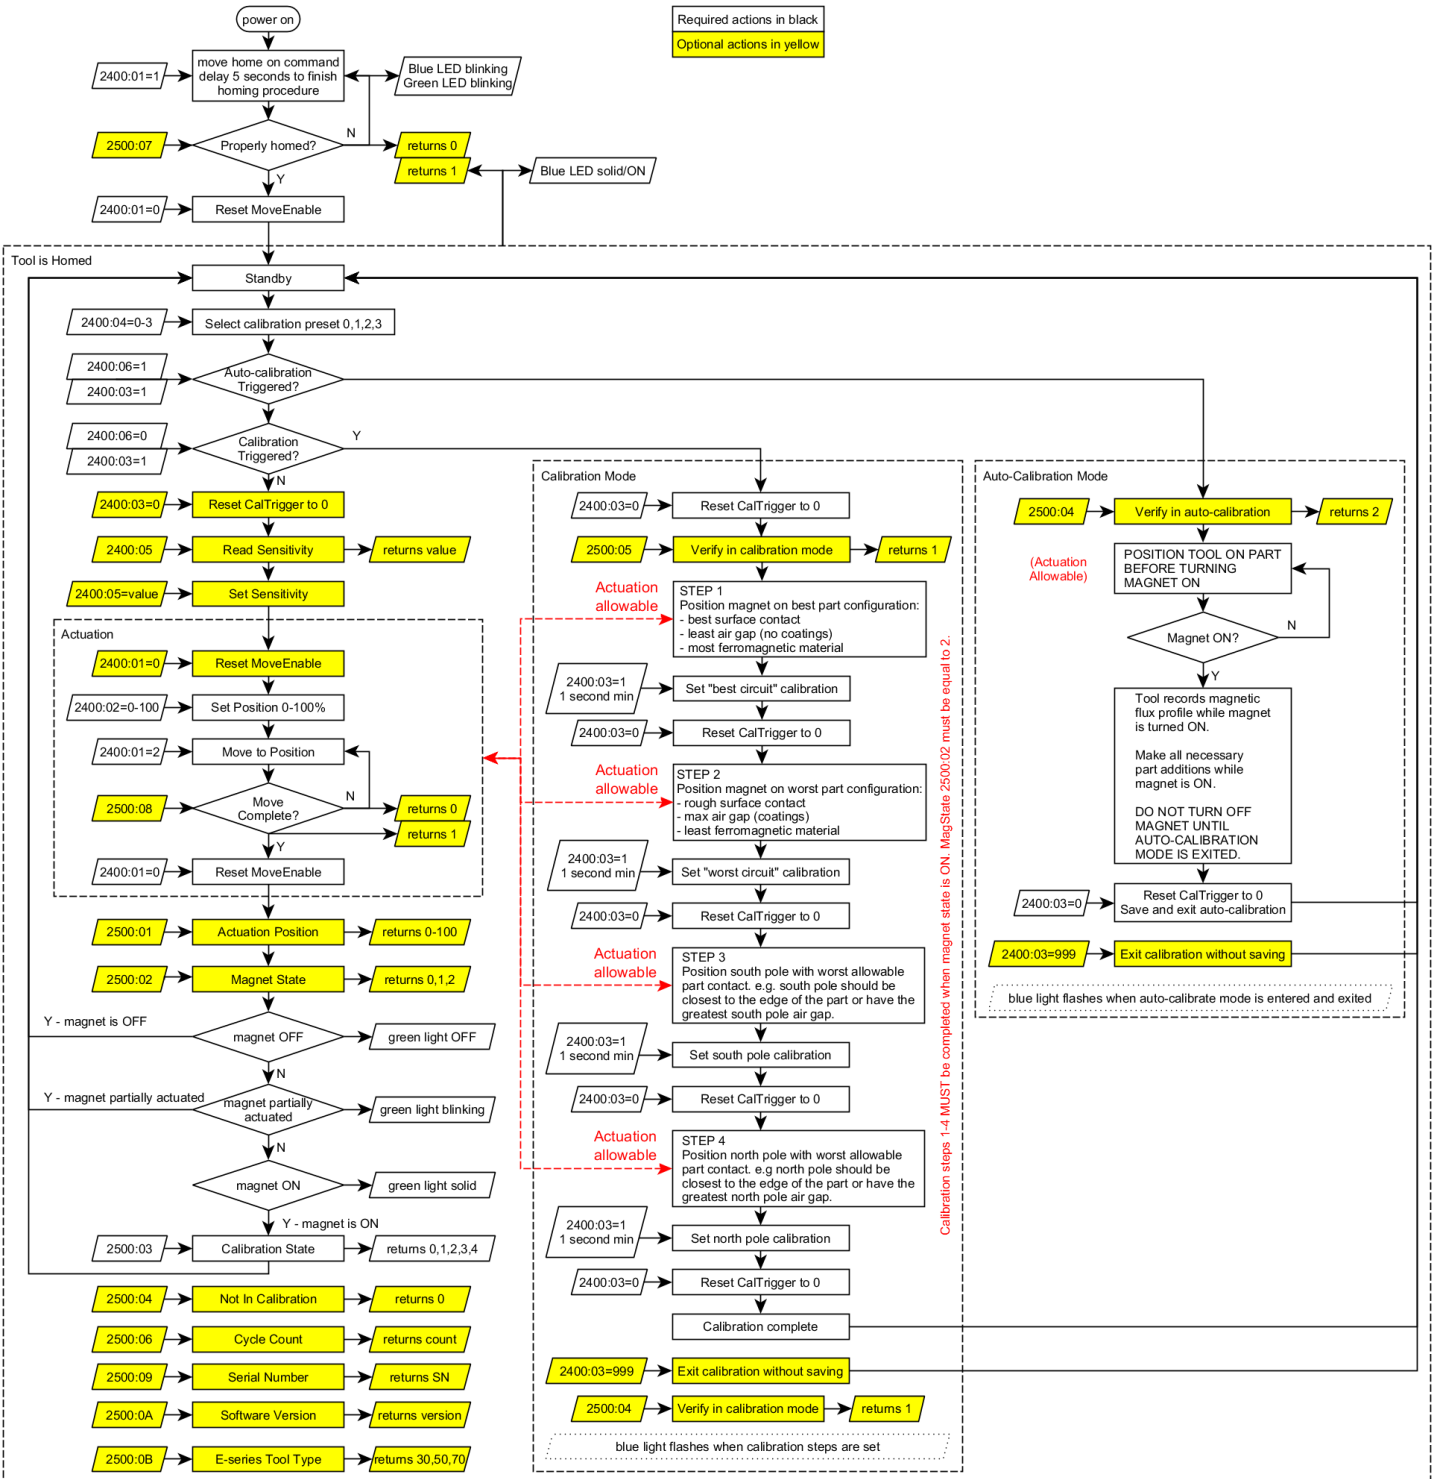 power on
Required actions in black
Optional actions in yellow
2400:01=1
move home on command
delay 5 seconds to finish
homing procedure
Blue LED blinking
Green LED blinking
2500:07
Properly homed?
N
returns 0
returns 1
Blue LED solid/ON
Y
2400:01=0
Reset MoveEnable
Tool is Homed
Standby
2400:04=0-3
Select calibration preset 0,1,2,3
2400:06=1
2400:03=1
Auto-calibration
Triggered?
2400:06=0
2400:03=1
Calibration
Triggered?
Y
N
2400:03=0
Reset CalTrigger to 0
2400:05
Read Sensitivity
returns value
2400:05=value
Set Sensitivity
Actuation
2400:01=0
Reset MoveEnable
2400:02=0-100
Set Position 0-100%
2400:01=2
Move to Position
2500:08
Move
Complete?
N
returns 0
returns 1
Y
2400:01=0
Reset MoveEnable
2500:01
Actuation Position
returns 0-100
2500:02
Magnet State
returns 0,1,2
Y - magnet is OFF
magnet OFF
green light OFF
N
Y - magnet partially actuated
magnet partially
actuated
green light blinking
N
magnet ON
green light solid
Y - magnet is ON
2500:03
Calibration State
returns 0,1,2,3,4
2500:04
Not In Calibration
returns 0
2500:06
Cycle Count
returns count
2500:09
Serial Number
returns SN
2500:0A
Software Version
returns version
2500:0B
E-series Tool Type
returns 30,50,70
Calibration Mode
2400:03=0
Reset CalTrigger to 0
2500:05
Verify in calibration mode
returns 1
Actuation
allowable
STEP 1
Position magnet on best part configuration:
- best surface contact
- least air gap (no coatings)
- most ferromagnetic material
2400:03=1
1 second min
Set "best circuit" calibration
2400:03=0
Reset CalTrigger to 0
Actuation
allowable
STEP 2
Position magnet on worst part configuration:
- rough surface contact
- max air gap (coatings)
- least ferromagnetic material
2400:03=1
1 second min
Set "worst circuit" calibration
2400:03=0
Reset CalTrigger to 0
Actuation
allowable
STEP 3
Position south pole with worst allowable
part contact. e.g. south pole should be
closest to the edge of the part or have the
greatest south pole air gap.
2400:03=1
1 second min
Set south pole calibration
2400:03=0
Reset CalTrigger to 0
Actuation
allowable
STEP 4
Position north pole with worst allowable
part contact. e.g north pole should be
closest to the edge of the part or have the
greatest north pole air gap.
2400:03=1
1 second min
Set north pole calibration
2400:03=0
Reset CalTrigger to 0
Calibration complete
2400:03=999
Exit calibration without saving
2500:04
Verify in calibration mode
returns 1
blue light flashes when calibration steps are set
Calibration steps 1-4 MUST be completed when magnet state is ON. MagState 2500:02 must be equal to 2.
Auto-Calibration Mode
2500:04
Verify in auto-calibration
returns 2
(Actuation
Allowable)
POSITION TOOL ON PART
BEFORE TURNING
MAGNET ON
Magnet ON?
N
Y
Tool records magnetic
flux profile while magnet
is turned ON.
Make all necessary
part additions while
magnet is ON.
DO NOT TURN OFF
MAGNET UNTIL
AUTO-CALIBRATION
MODE IS EXITED.
2400:03=0
Reset CalTrigger to 0
Save and exit auto-calibration
2400:03=999
Exit calibration without saving
blue light flashes when auto-calibrate mode is entered and exited